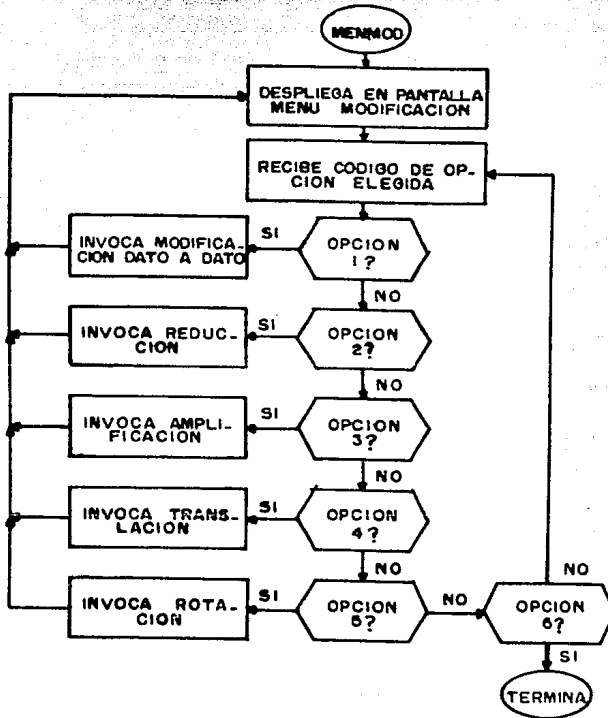 MENMOD
DESPLIEGA EN PANTALLA
MENU MODIFICACION
RECIBE CODIGO DE OP-
CION ELEGIDA
INVOCA MODIFICA-
CION DATO A DATO
SI
OPCION
1?
NO
INVOCA REDUC-
CION
SI
OPCION
2?
NO
INVOCA AMPLI-
FICACION
SI
OPCION
3?
NO
INVOCA TRANS-
LACION
SI
OPCION
4?
NO
INVOCA ROTA-
CION
SI
OPCION
5?
NO
OPCION
6?
NO
SI
TERMINA